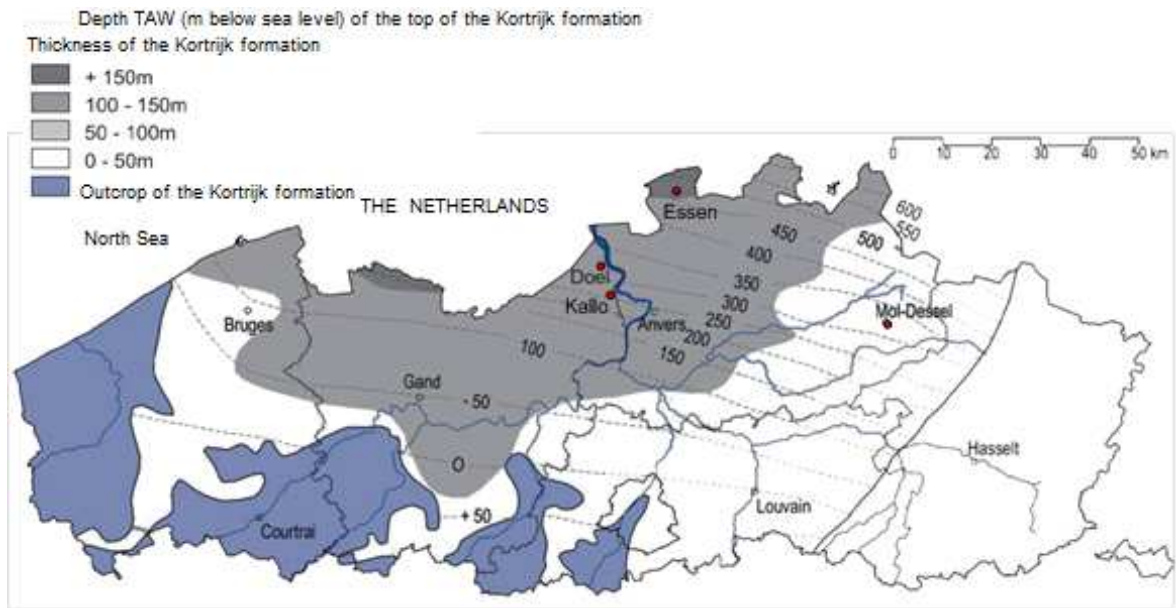 Depth TAW (m below sea level) of the top of the Kortrijk formation
Thickness of the Kortrijk formation
+ 150m
100 - 150m
50 - 100m
0 - 50m
Outcrop of the Kortrijk formation
0 10 20 30 40 50 km
THE NETHERLANDS
North Sea
Essen
600
550
500
450
400
350
300
250
200
150
100
Doel
Kallo
Anvers
Mol-Dessel
Bruges
Gand
- 50
O
+ 50
Courtrai
Louvain
Hasselt